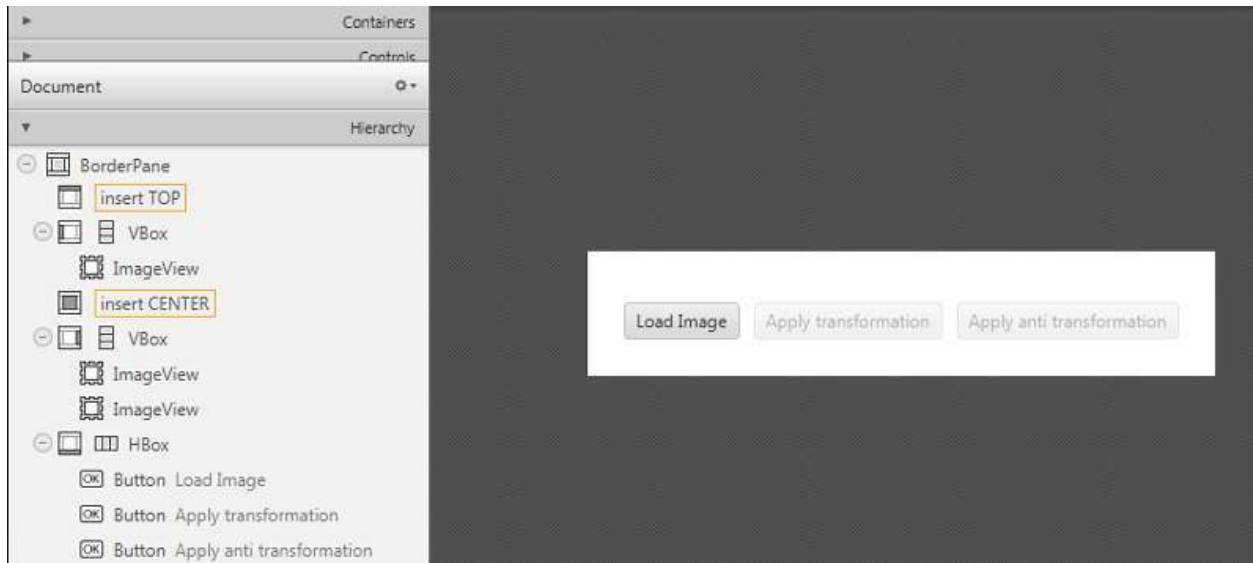 Containers
Controls
Document
Hierarchy
BorderPane
insert TOP
VBox
ImageView
insert CENTER
VBox
ImageView
ImageView
HBox
OK Button Load Image
OK Button Apply transformation
OK Button Apply anti transformation
Load Image Apply transformation Apply anti transformation